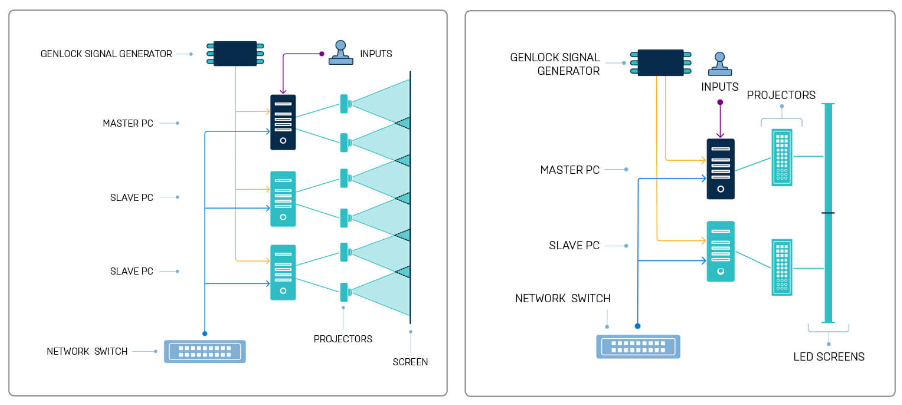 GENLOCK SIGNAL GENERATOR
INPUTS
MASTER PC
SLAVE PC
SLAVE PC
NETWORK SWITCH
PROJECTORS
SCREEN
GENLOCK SIGNAL
GENERATOR
INPUTS
PROJECTORS
MASTER PC
SLAVE PC
NETWORK SWITCH
LED SCREENS